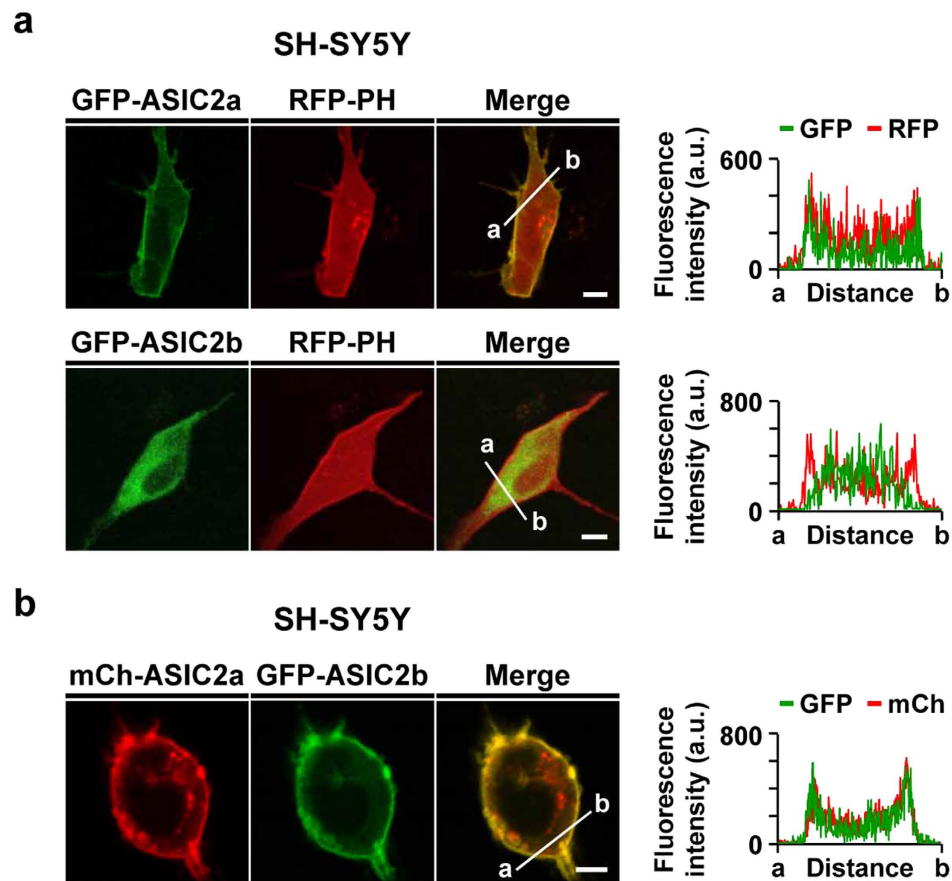 a
SH-SY5Y
GFP-ASIC2a RFP-PH Merge
a b
GFP RFP
Fluorescence
intensity (a.u.)
600
0
a Distance b
GFP-ASIC2b RFP-PH Merge
a b
Fluorescence
intensity (a.u.)
800
0
a Distance b
b
SH-SY5Y
mCh-ASIC2a GFP-ASIC2b Merge
a b
GFP mCh
Fluorescence
intensity (a.u.)
800
0
a Distance b